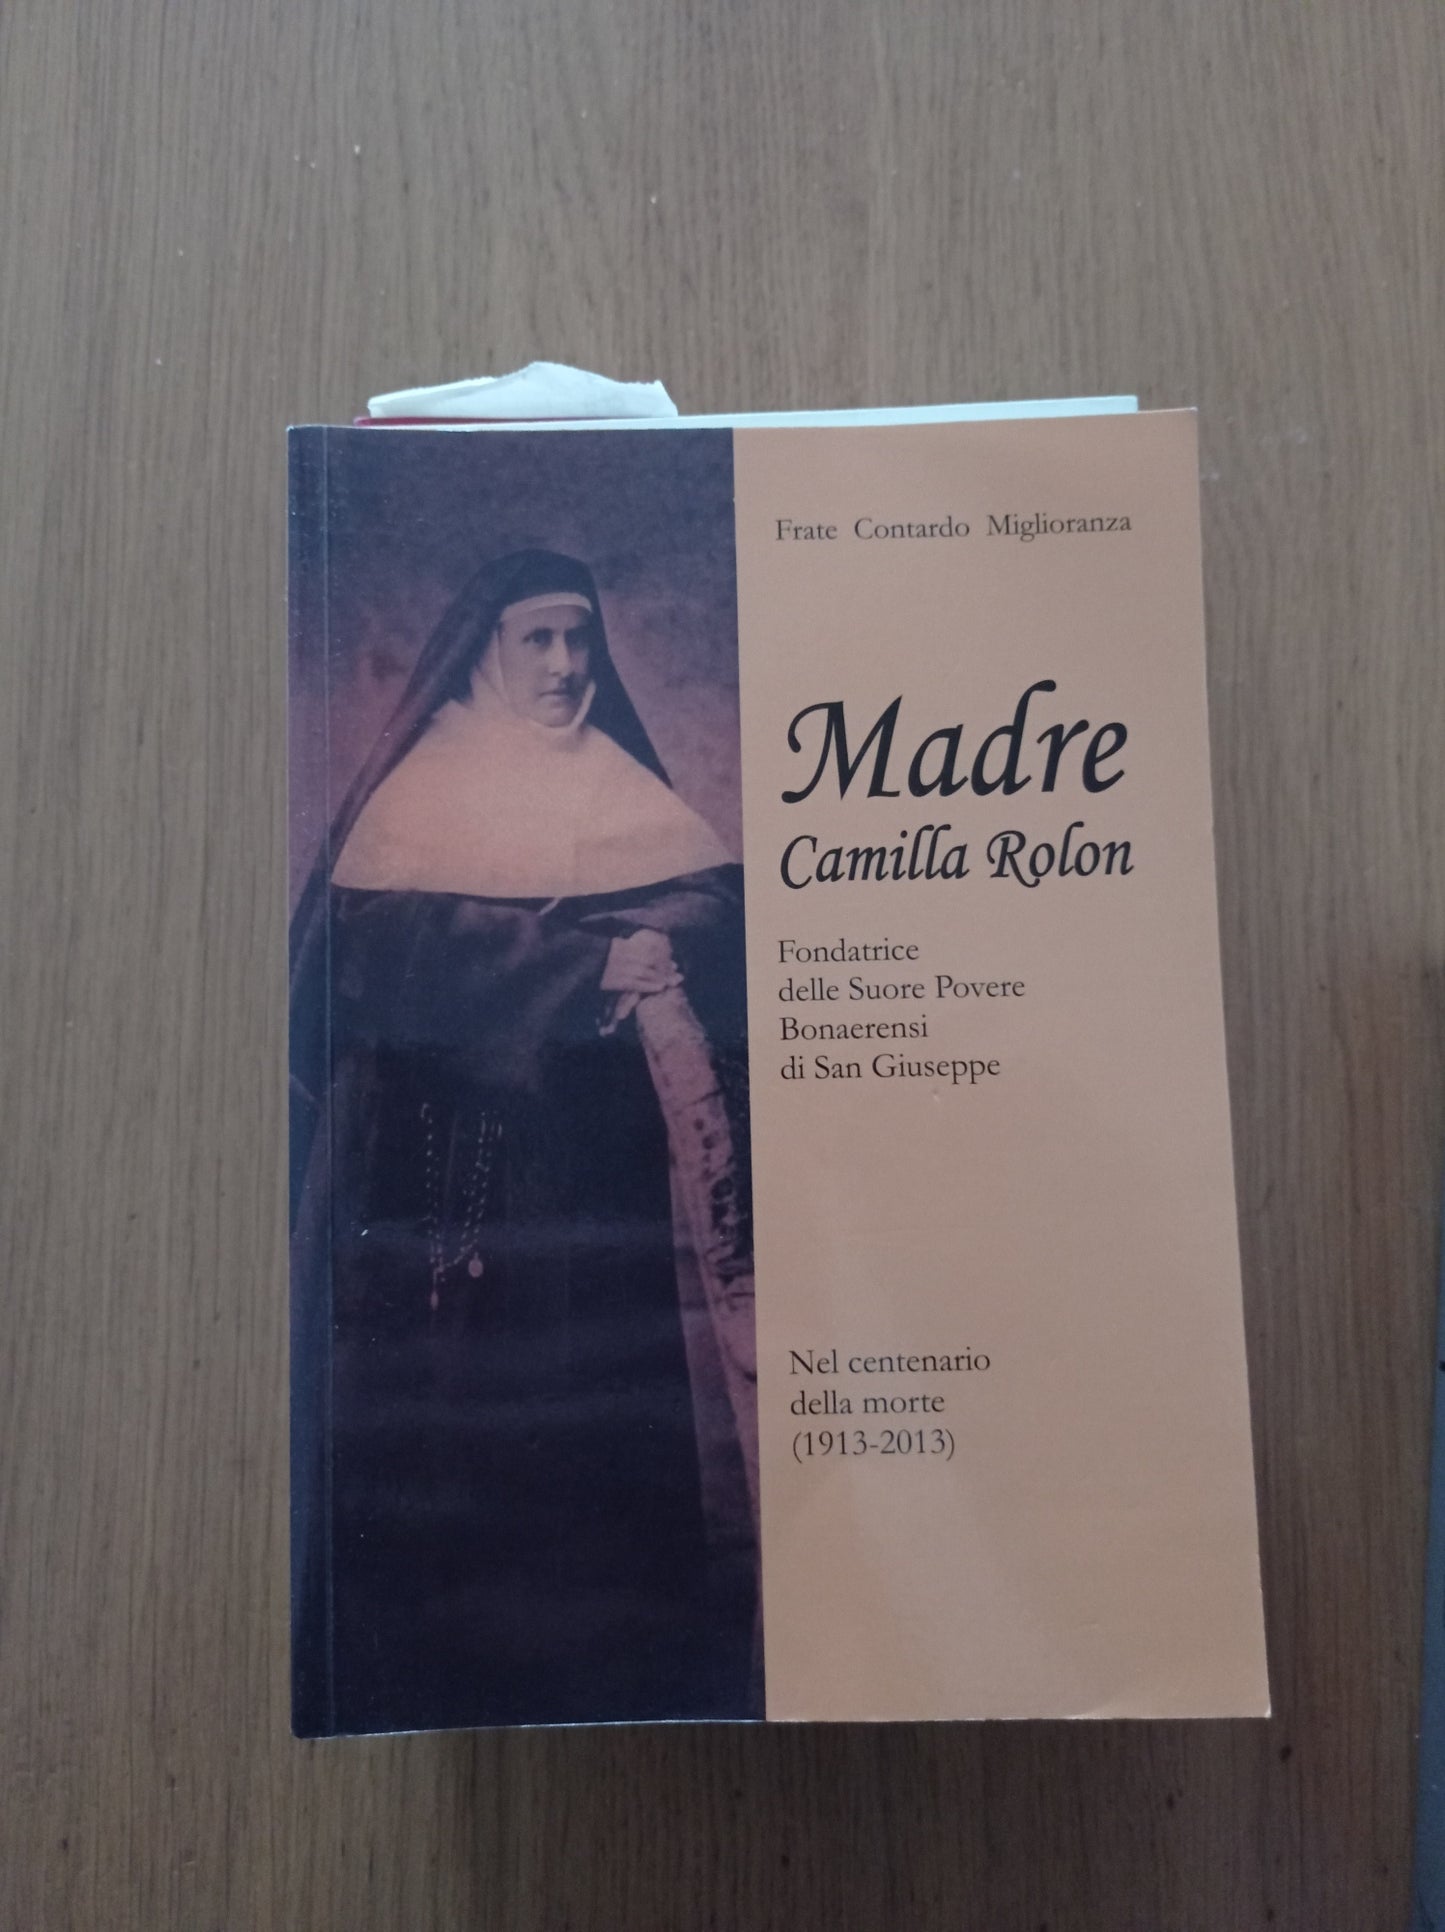 Frate Contardo Miglioranza
Madre
Camilla Rolon
Fondatrice
delle Suore Povere
Bonaerensi
di San Giuseppe
Nel centenario
della morte
(1913-2013)